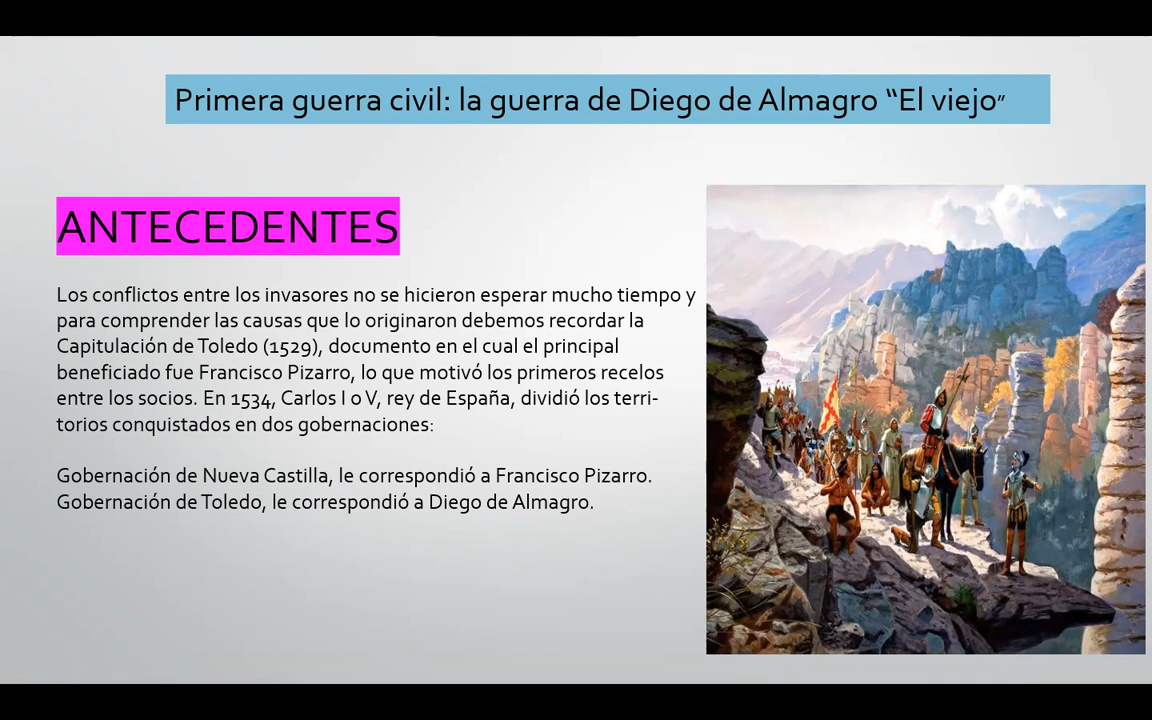 Primera guerra civil: la guerra de Diego de Almagro “El viejo”
ANTECEDENTES
Los conflictos entre los invasores no se hicieron esperar mucho tiempo y
para comprender las causas que lo originaron debemos recordar la
Capitulación de Toledo (1529), documento en el cual el principal
beneficiado fue Francisco Pizarro, lo que motivó los primeros recelos
entre los socios. En 1534, Carlos I o V, rey de España, dividió los terri-
torios conquistados en dos gobernaciones:
Gobernación de Nueva Castilla, le correspondió a Francisco Pizarro.
Gobernación de Toledo, le correspondió a Diego de Almagro.